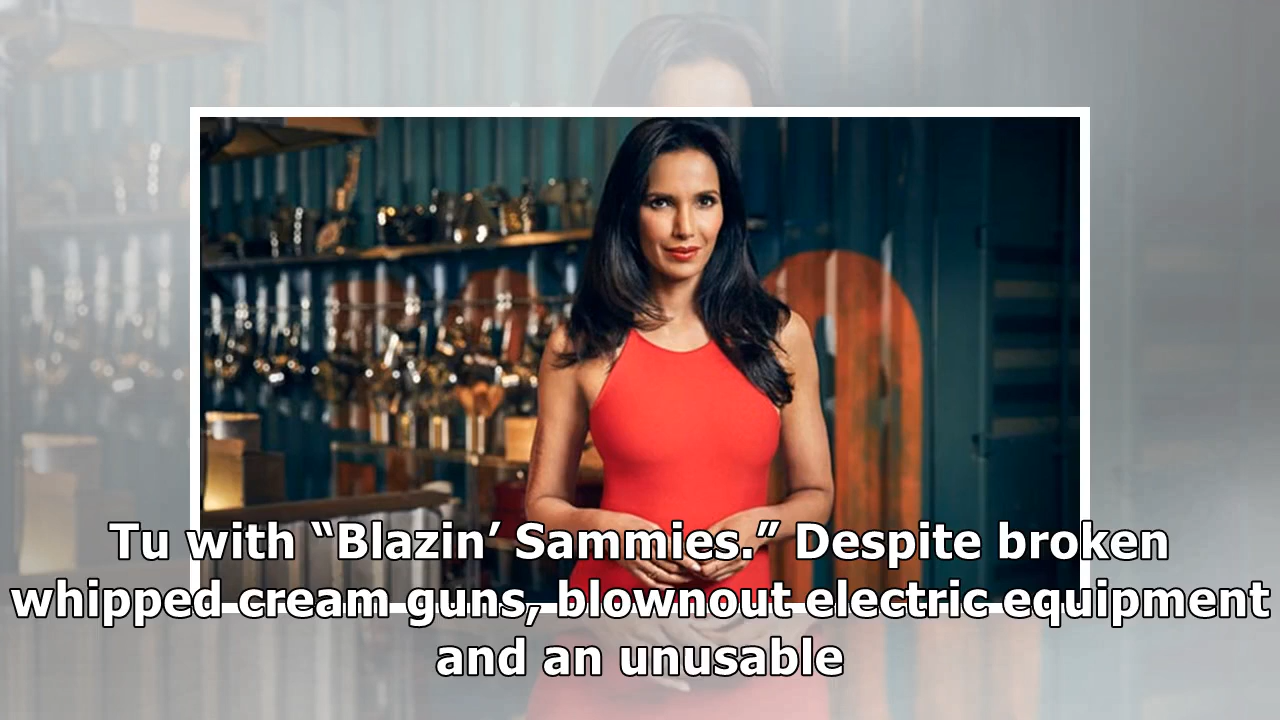 Tu with “Blazin’ Sammies.” Despite broken
whipped cream guns, blownout electric equipment
and an unusable